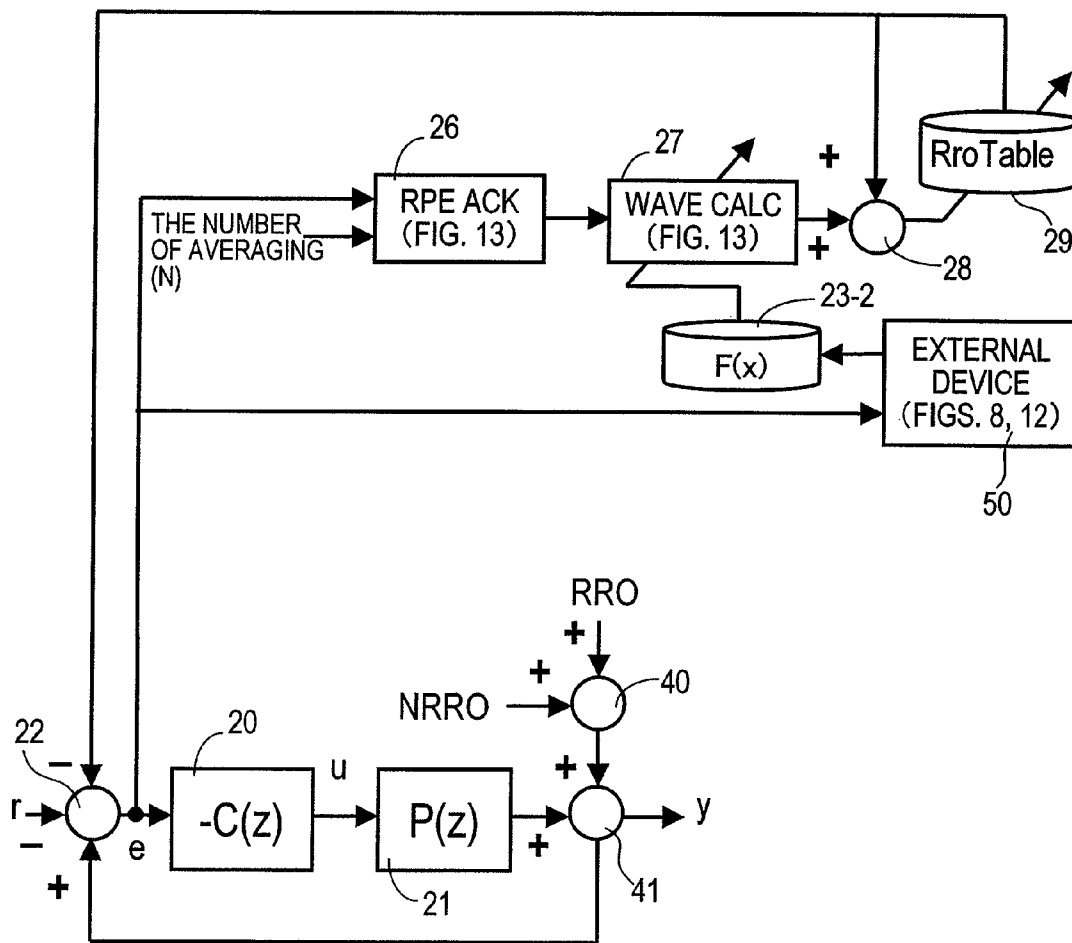 26
27
RroTable
+
THE NUMBER
OF AVERAGING
(N)
RPE ACK
(FIG. 13)
WAVE CALC
(FIG. 13)
+
28
29
23-2
F(x)
EXTERNAL
DEVICE
(FIGS. 8, 12)
50
RRO
+
+
NRRO
40
22
20
u
+
−
r
−
e
+
-C(z)
P(z)
+
y
21
41